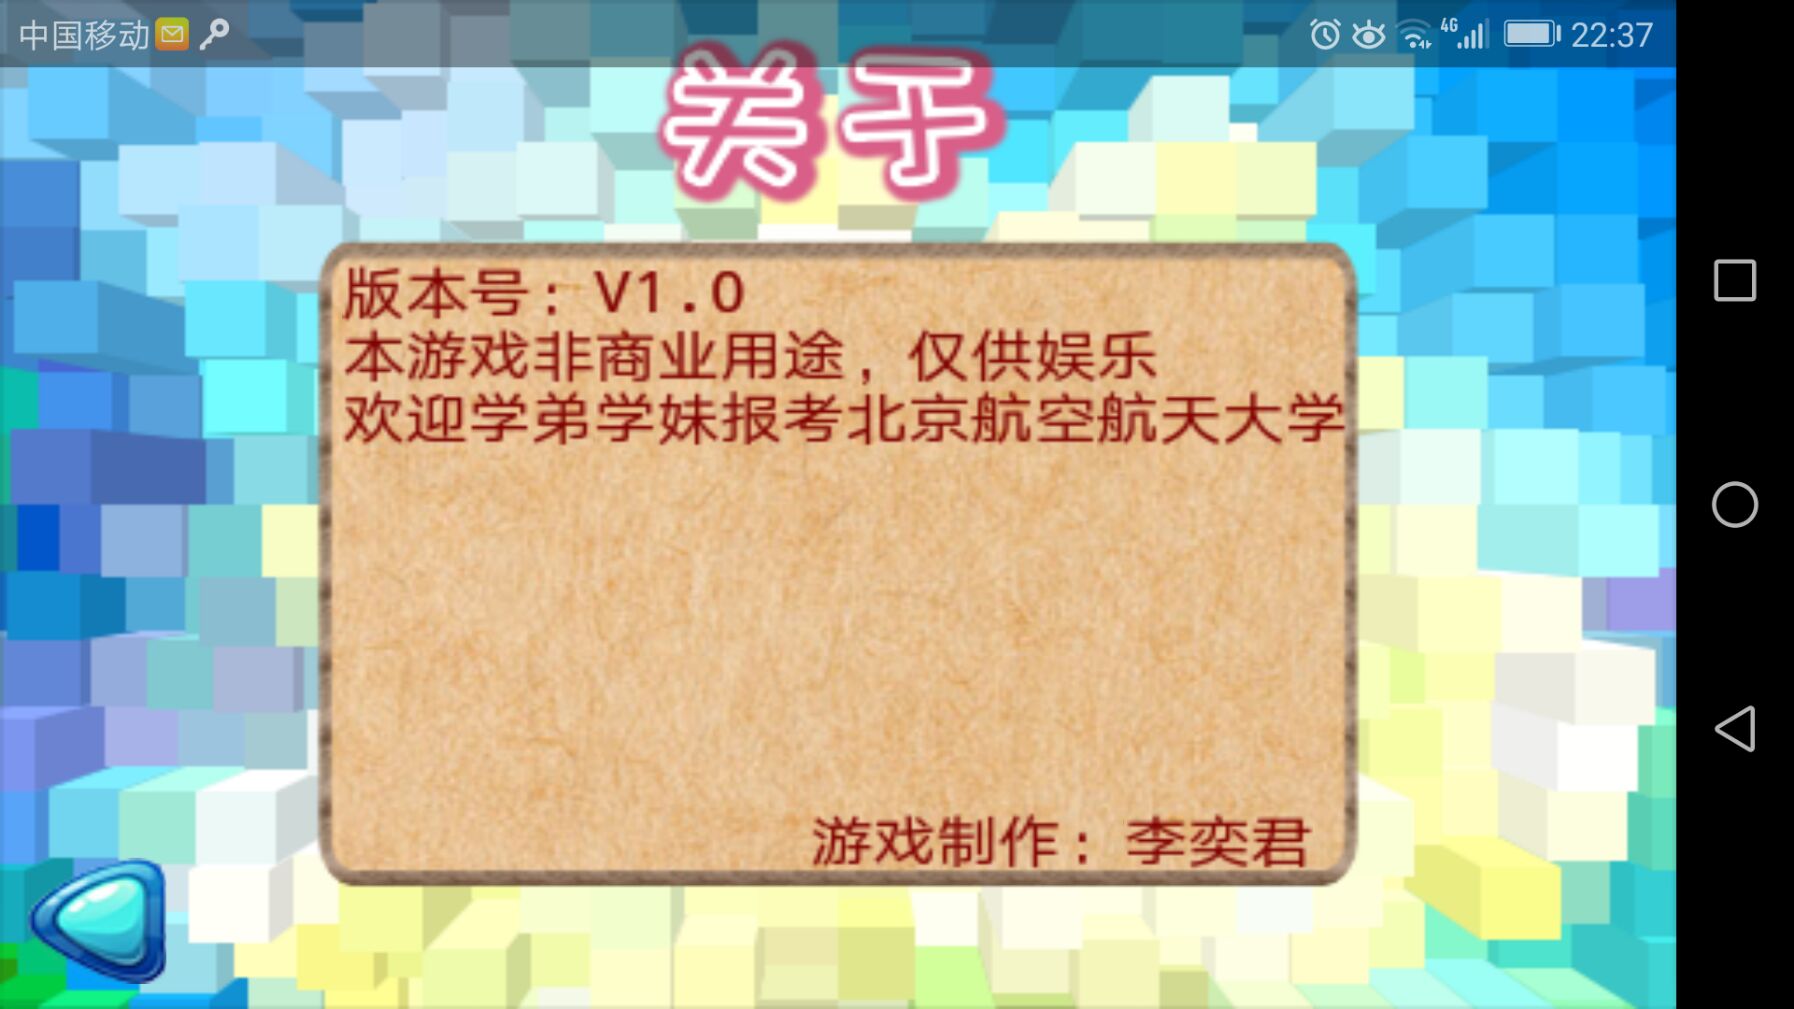 中国移动 4G 22:37
关于
版本号：V1.0
本游戏非商业用途，仅供娱乐
欢迎学弟学妹报考北京航空航天大学
游戏制作：李奕君